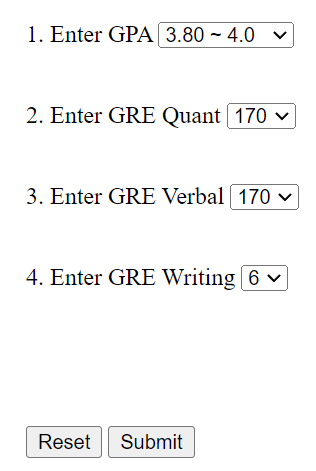 1. Enter GPA 3.80 ~ 4.0
2. Enter GRE Quant 170
3. Enter GRE Verbal 170
4. Enter GRE Writing 6
Reset Submit